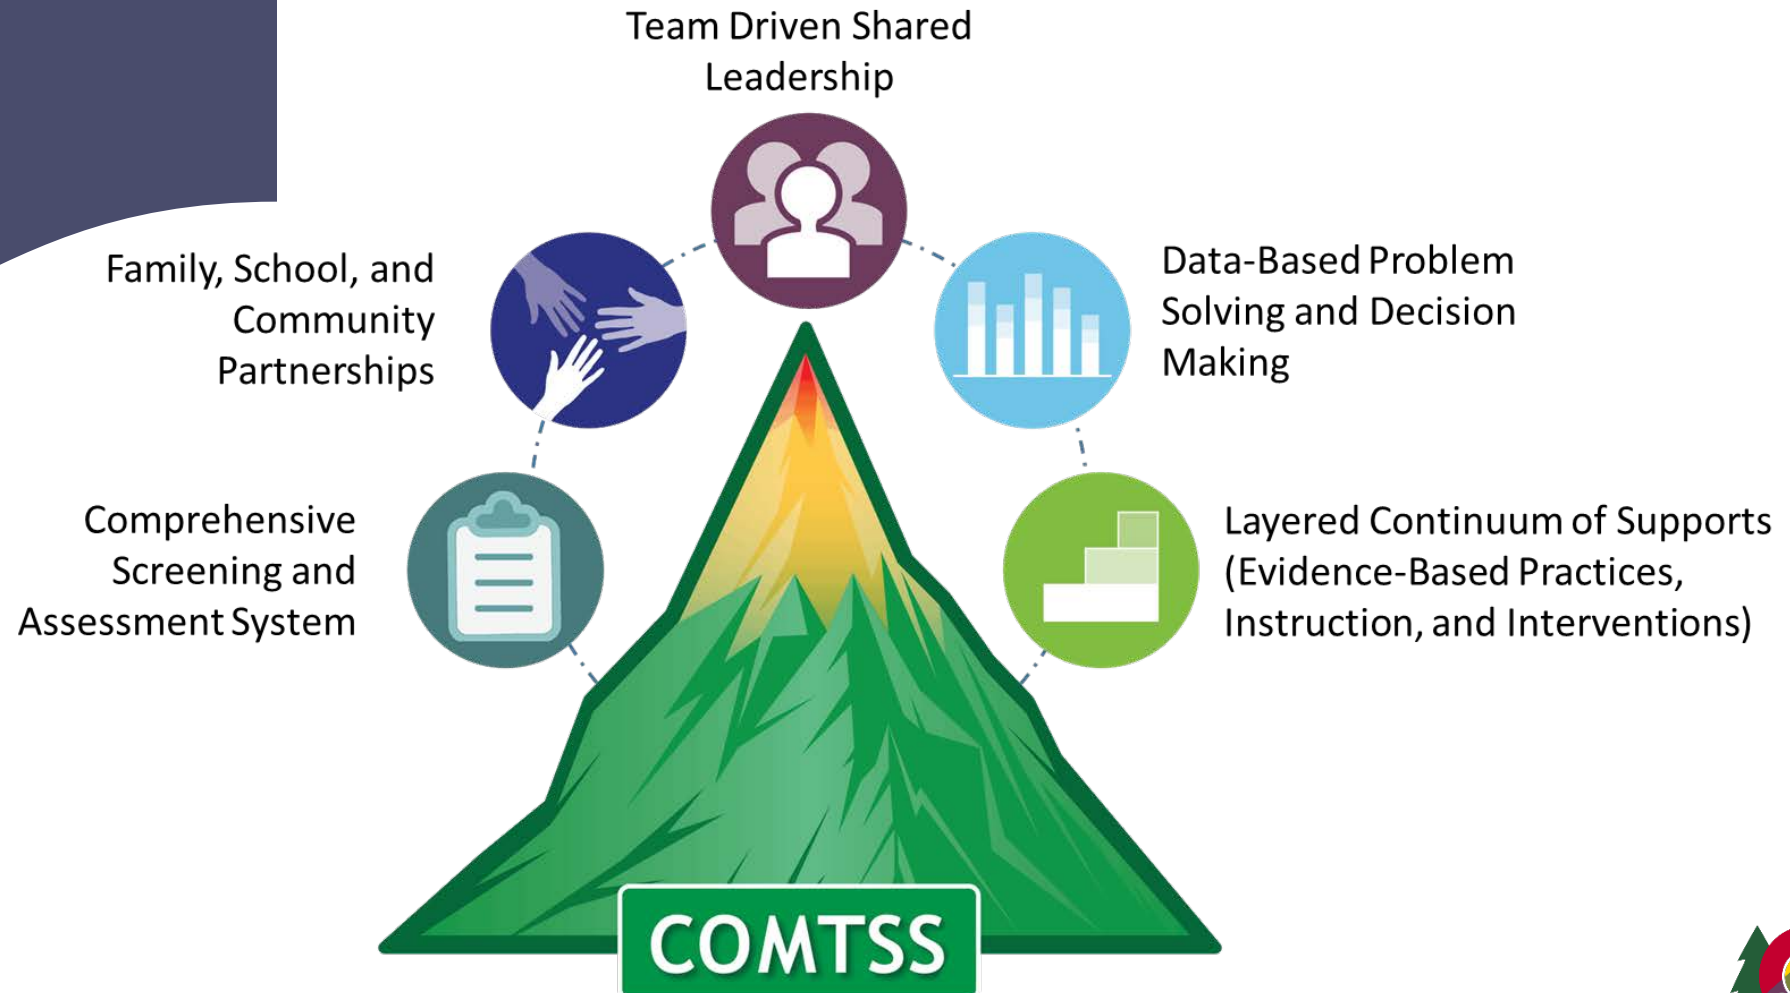 Team Driven Shared
Leadership
Family, School, and
Community
Partnerships
Data-Based Problem
Solving and Decision
Making
Comprehensive
Screening and
Assessment System
Layered Continuum of Supports
(Evidence-Based Practices,
Instruction, and Interventions)
COMTSS